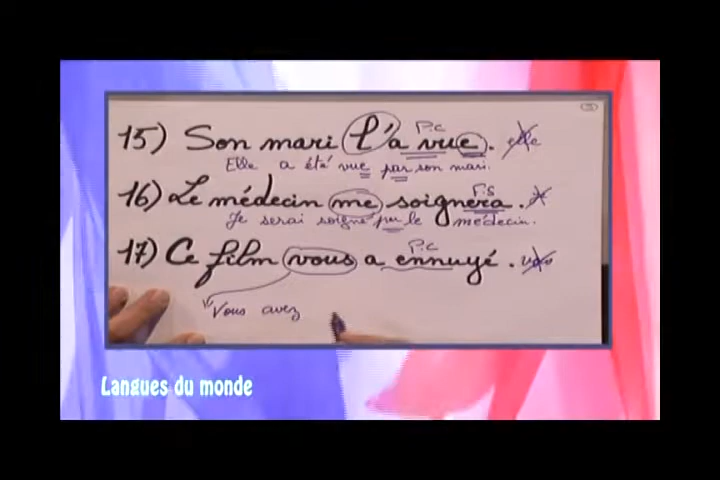 P.c
15) Son mari l'a vue. elle
Elle a été vue par son mari.
F.S
16) Le médecin me soignera.
Je serai soigné par le médecin.
P.c
17) Ce film vous a ennuyé. vous
Vous avez
Langues du monde